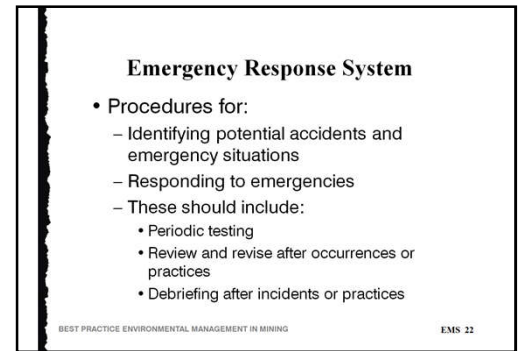 Emergency Response System
• Procedures for:
– Identifying potential accidents and
emergency situations
– Responding to emergencies
– These should include:
• Periodic testing
• Review and revise after occurrences or
practices
• Debriefing after incidents or practices
BEST PRACTICE ENVIRONMENTAL MANAGEMENT IN MINING EMS 22